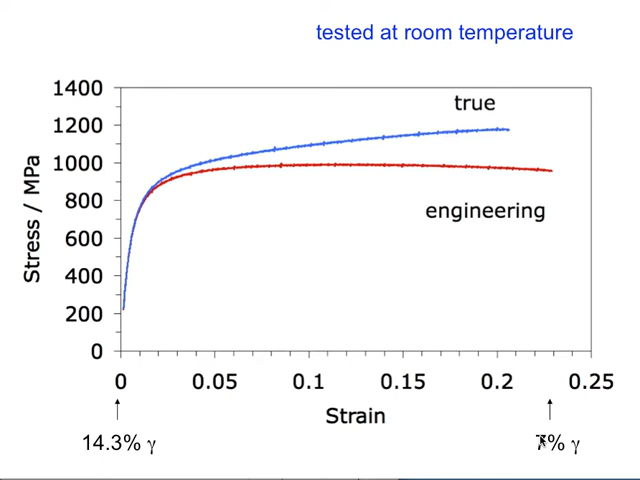 tested at room temperature
1400
1200
1000
800
600
400
200
0
Stress / MPa
true
engineering
0 0.05 0.1 0.15 0.2 0.25
Strain
14.3% γ
7% γ